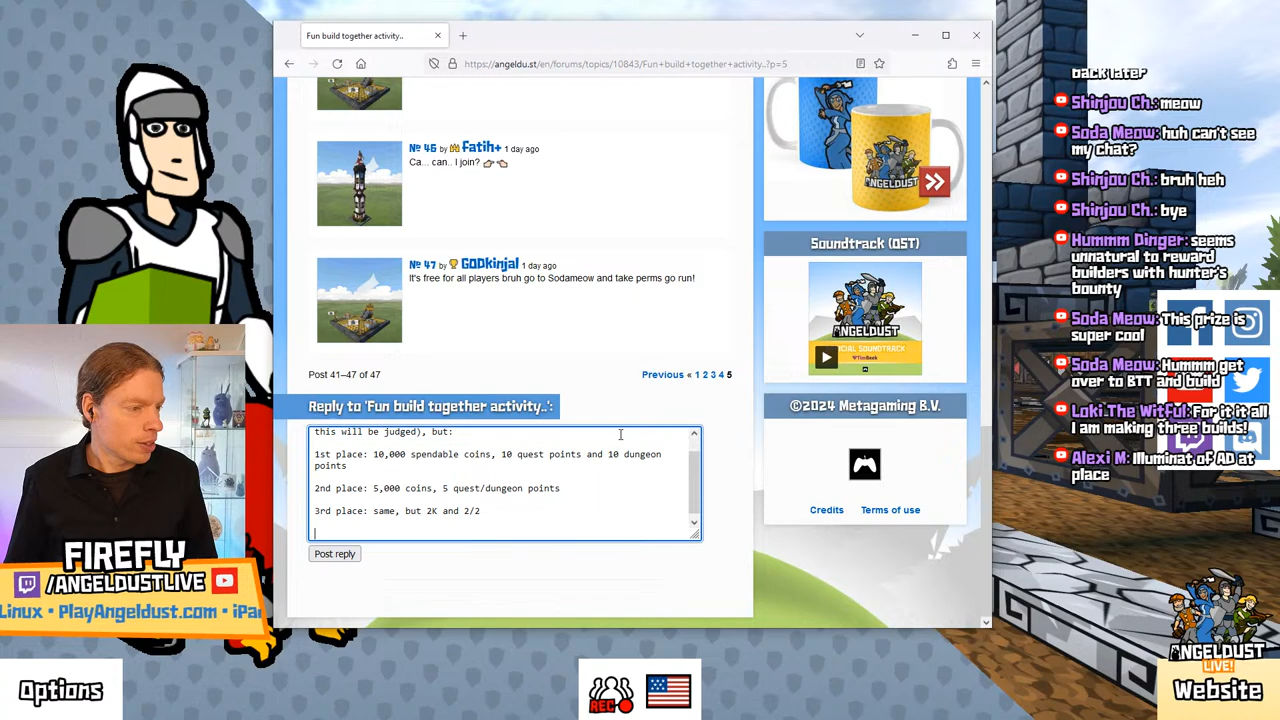 Fun build together activity..
https://angeldu.st/en/forums/topics/10843/Fun+build+together+activity..?p=5
№ 46 by Fatih+ 1 day ago
Ca... can.. I join?
№ 47 by GODkinjal 1 day ago
It's free for all players bruh go to Sodameow and take perms go run!
Post 41–47 of 47
Previous « 1 2 3 4 5
Reply to 'Fun build together activity..':
this will be judged), but:
1st place: 10,000 spendable coins, 10 quest points and 10 dungeon
points
2nd place: 5,000 coins, 5 quest/dungeon points
3rd place: same, but 2K and 2/2
Post reply
ANGELDUST
Soundtrack (OST)
ANGELDUST
OFFICIAL SOUNDTRACK
©2024 Metagaming B.V.
Credits
Terms of use
back later
Shinjou Ch.: meow
Soda Meow: huh can't see
my chat?
Shinjou Ch.: bruh heh
Shinjou Ch.: bye
Hummm Dinger: seems
unnatural to reward
builders with hunter's
bounty
Soda Meow: This prize is
super cool
Soda Meow: Hummm get
over to BTT and build
Loki The Witful: For it it all
I am making three builds!
Alexi M: Illuminat of AD at
place
FIREFLY
/ANGELDUSTLIVE
Linux • PlayAngeldust.com • iPa
Options
REC
ANGELDUST
LIVE!
Website